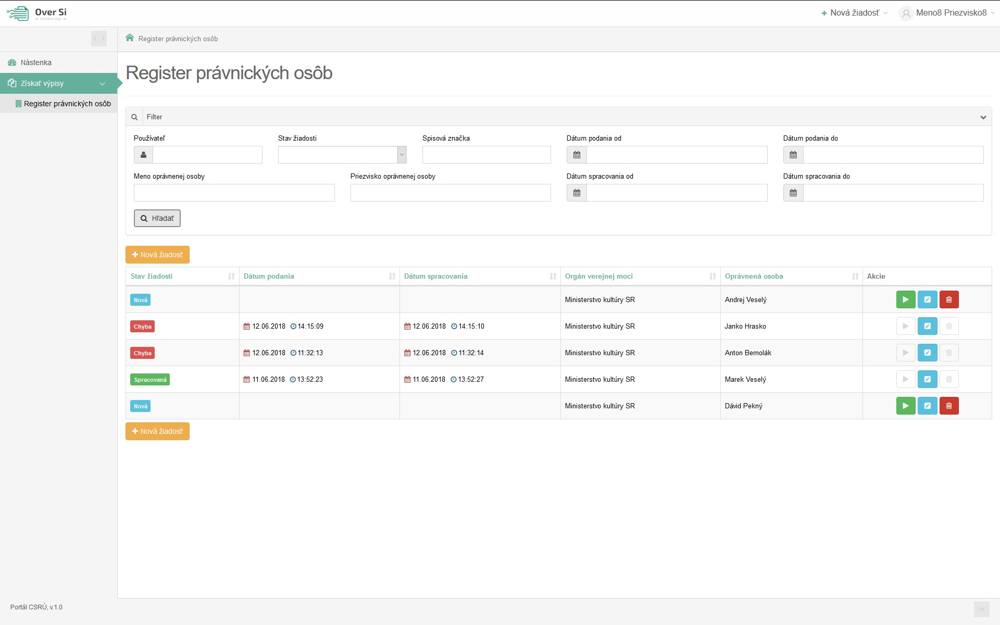 Over Si
Centrálne údaje
Nová žiadosť
Meno8 Priezvisko8
Register právnických osôb
Nástenka
Získať výpisy
Register právnických osôb
Register právnických osôb
Filter
Používateľ Stav žiadosti Spisová značka Dátum podania od Dátum podania do
Meno oprávnenej osoby Priezvisko oprávnenej osoby Dátum spracovania od Dátum spracovania do
Hľadať
Nová žiadosť
Stav žiadosti Dátum podania Dátum spracovania Orgán verejnej moci Oprávnená osoba Akcie
Nová Ministerstvo kultúry SR Andrej Veselý
Chyba 12.06.2018 14:15:09 12.06.2018 14:15:10 Ministerstvo kultúry SR Janko Hrasko
Chyba 12.06.2018 11:32:13 12.06.2018 11:32:14 Ministerstvo kultúry SR Anton Bernolák
Spracovaná 11.06.2018 13:52:23 11.06.2018 13:52:27 Ministerstvo kultúry SR Marek Veselý
Nová Ministerstvo kultúry SR Dávid Pekný
Nová žiadosť
Portál CSRÚ, v.1.0